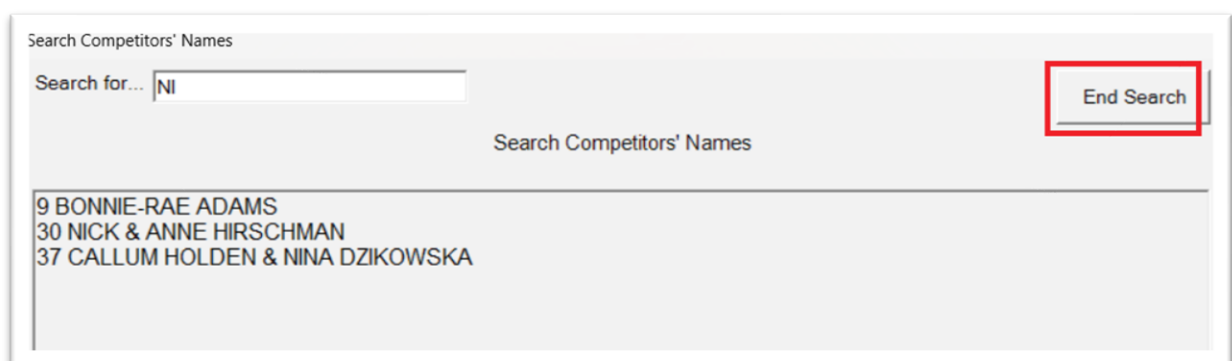 Search Competitors' Names
Search for... NI
End Search
Search Competitors' Names
9 BONNIE-RAE ADAMS
30 NICK & ANNE HIRSCHMAN
37 CALLUM HOLDEN & NINA DZIKOWSKA